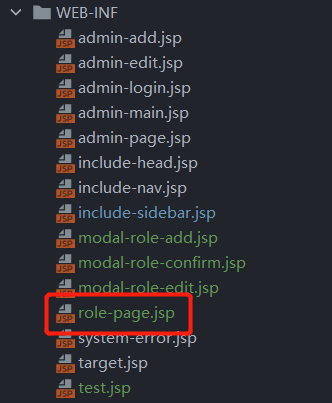 WEB-INF
JSP admin-add.jsp
JSP admin-edit.jsp
JSP admin-login.jsp
JSP admin-main.jsp
JSP admin-page.jsp
JSP include-head.jsp
JSP include-nav.jsp
JSP include-sidebar.jsp
JSP modal-role-add.jsp
JSP modal-role-confirm.jsp
JSP modal-role-edit.jsp
JSP role-page.jsp
JSP system-error.jsp
JSP target.jsp
JSP test.jsp